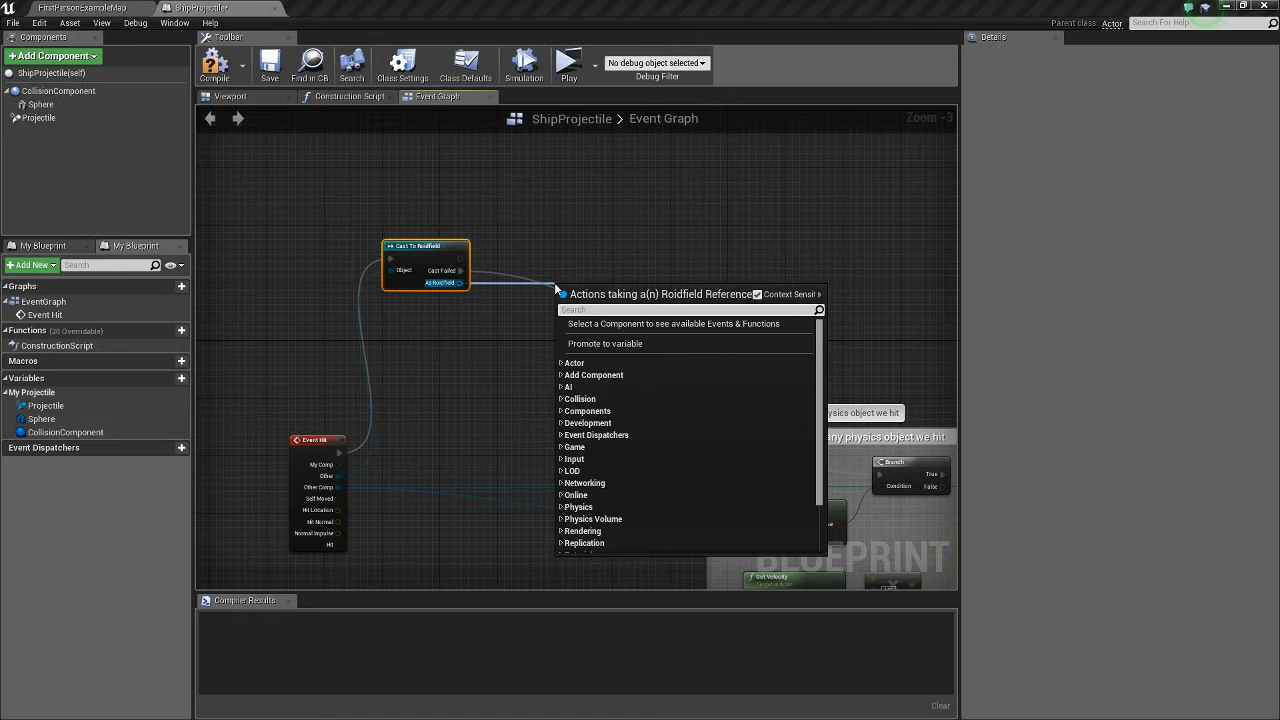 FirstPersonExampleMap
ShipProjectile*
File Edit Asset View Debug Window Help
Parent class: Actor
Search For Help
Components
Toolbar
Details
+Add Component
ShipProjectile(self)
CollisionComponent
Sphere
Projectile
Compile
Save
Find in CB
Search
Class Settings
Class Defaults
Simulation
Play
No debug object selected
Debug Filter
Viewport
Construction Script
Event Graph
ShipProjectile > Event Graph
Zoom -3
My Blueprint
My Blueprint
+Add New
Search
Graphs
EventGraph
Event Hit
Functions (20 Overridable)
ConstructionScript
Macros
Variables
My Projectile
Projectile
Sphere
CollisionComponent
Event Dispatchers
Cast To Roidfield
Object
Cast Failed
As Roidfield
Event Hit
My Comp
Other
Other Comp
Self Moved
Hit Location
Hit Normal
Normal Impulse
Hit
Actions taking a(n) Roidfield Reference
Context Sensit
Search
Select a Component to see available Events & Functions
Promote to variable
Actor
Add Component
AI
Collision
Components
Development
Event Dispatchers
Game
Input
LOD
Networking
Online
Physics
Physics Volume
Rendering
Replication
ysics object we hit
any physics object we hit
Branch
True
Condition
False
Get Velocity
Target is Actor
BLUEPRINT
Compiler Results
Clear